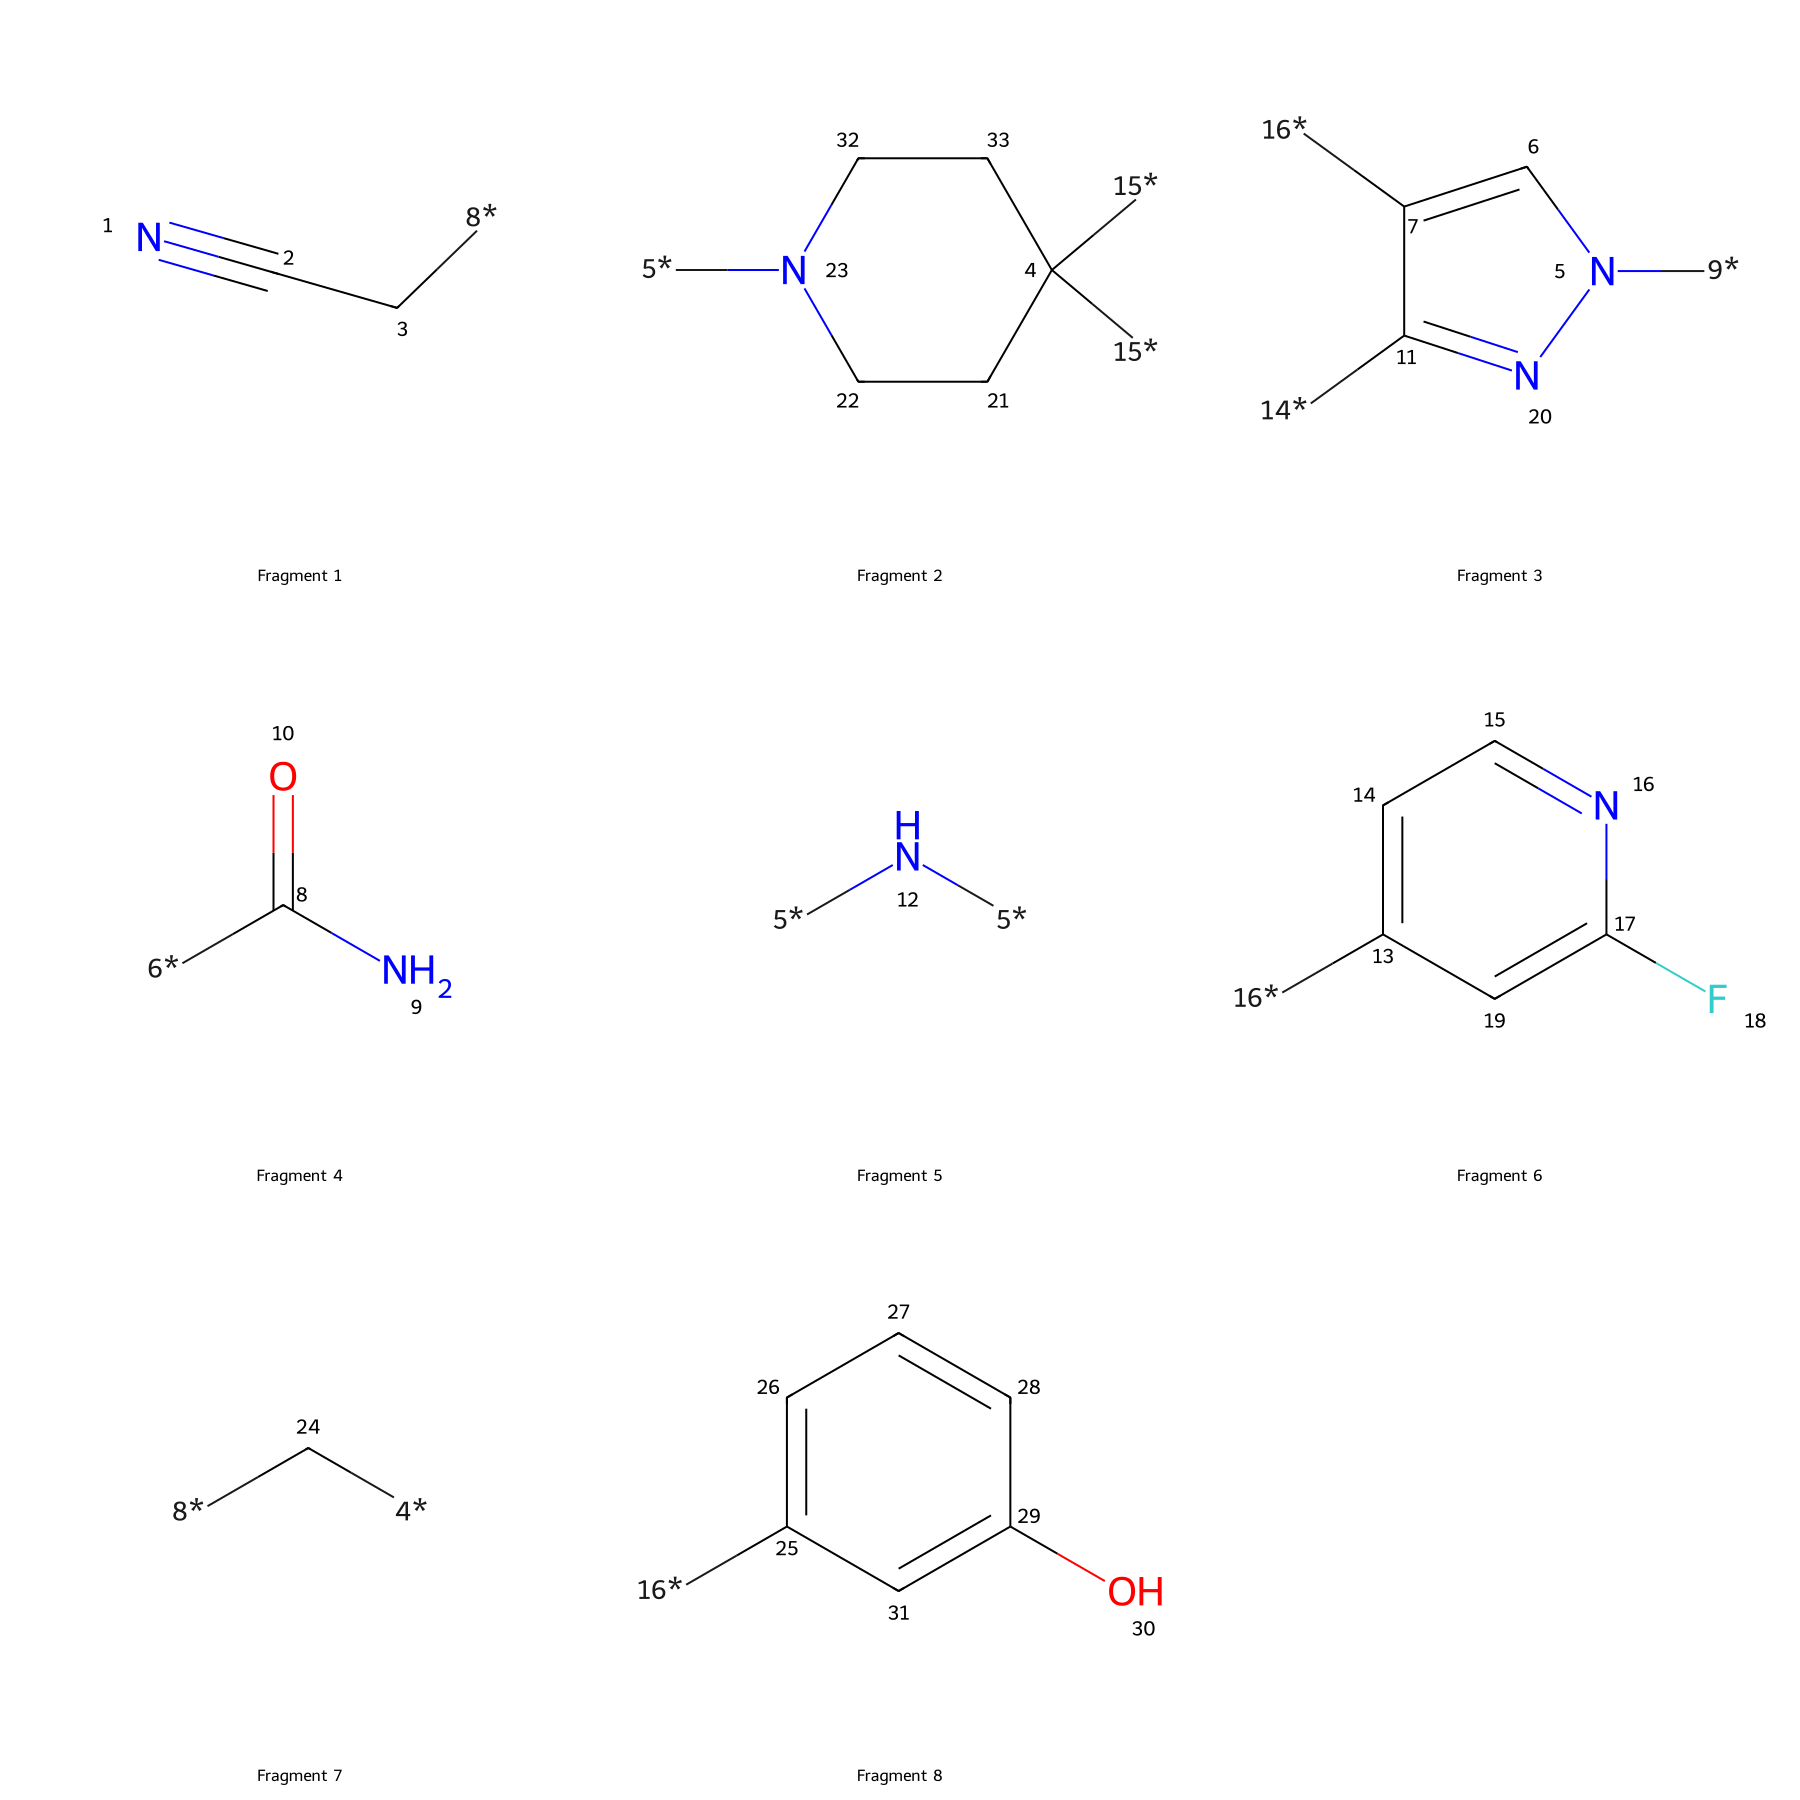 1 N 2 3 8*
Fragment 1
5* N 23 32 33 22 21 4 15* 15*
Fragment 2
16* 6 7 5 N 9* 11 N 20 14*
Fragment 3
10 O 8 6* NH2 9
Fragment 4
H
N
5* 12 5*
Fragment 5
15 14 N 16 13 17 16* 19 F 18
Fragment 6
24 8* 4*
Fragment 7
27 26 28 29 25 16* 31 OH 30
Fragment 8